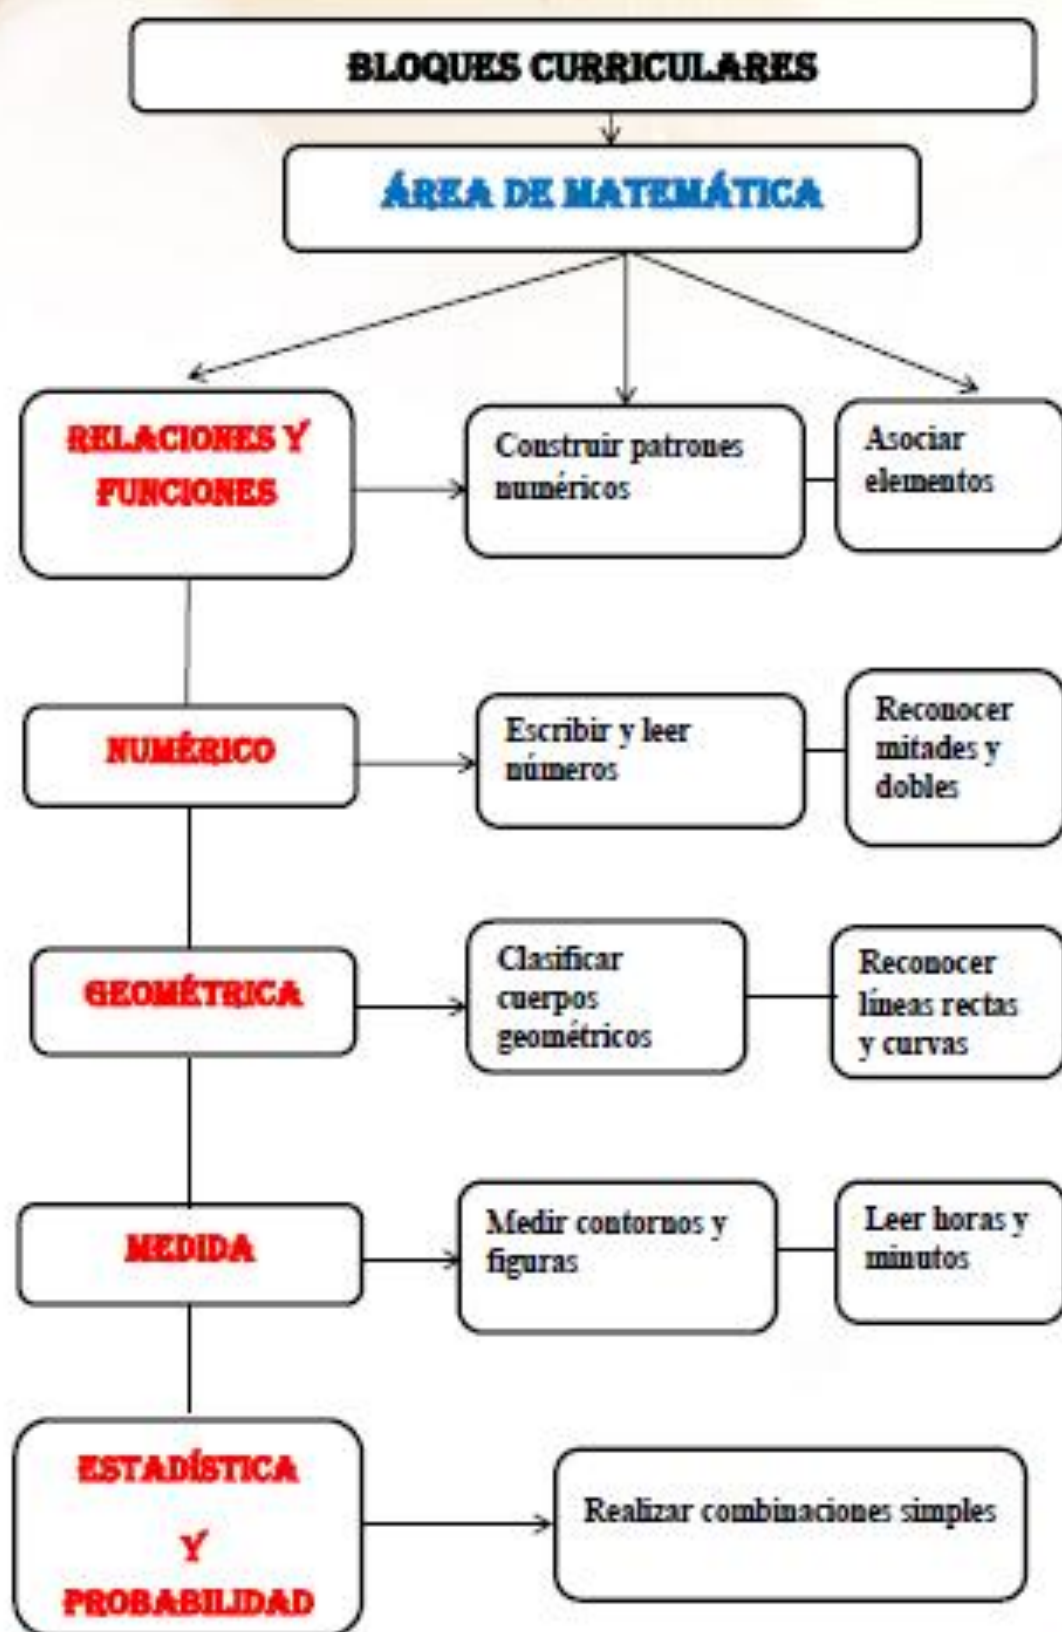 BLOQUES CURRICULARES
ÁREA DE MATEMÁTICA
RELACIONES Y
FUNCIONES
Construir patrones
numéricos
Asociar
elementos
NUMÉRICO
Escribir y leer
números
Reconocer
mitades y
dobles
GEOMÉTRICA
Clasificar
cuerpos
geométricos
Reconocer
líneas rectas
y curvas
MEDIDA
Medir contornos y
figuras
Leer horas y
minutos
ESTADÍSTICA
Y
PROBABILIDAD
Realizar combinaciones simples